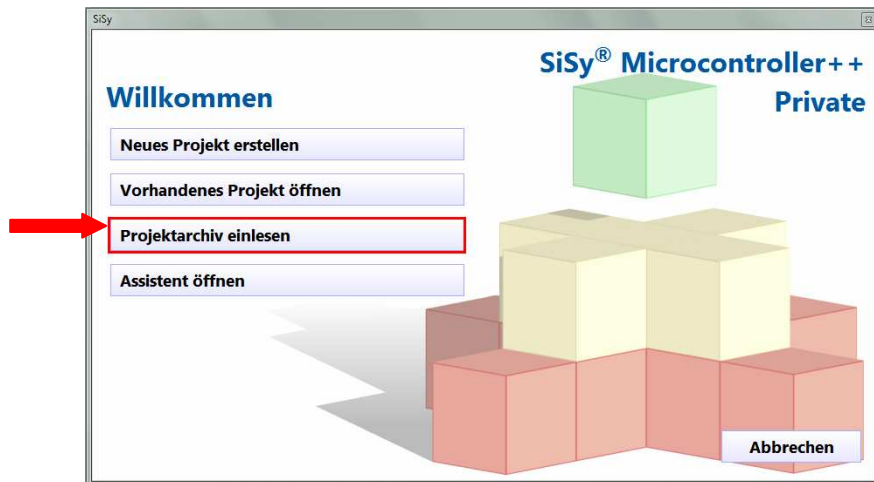 SiSy
SiSy® Microcontroller++
Private
Willkommen
Neues Projekt erstellen
Vorhandenes Projekt öffnen
Projektarchiv einlesen
Assistent öffnen
Abbrechen